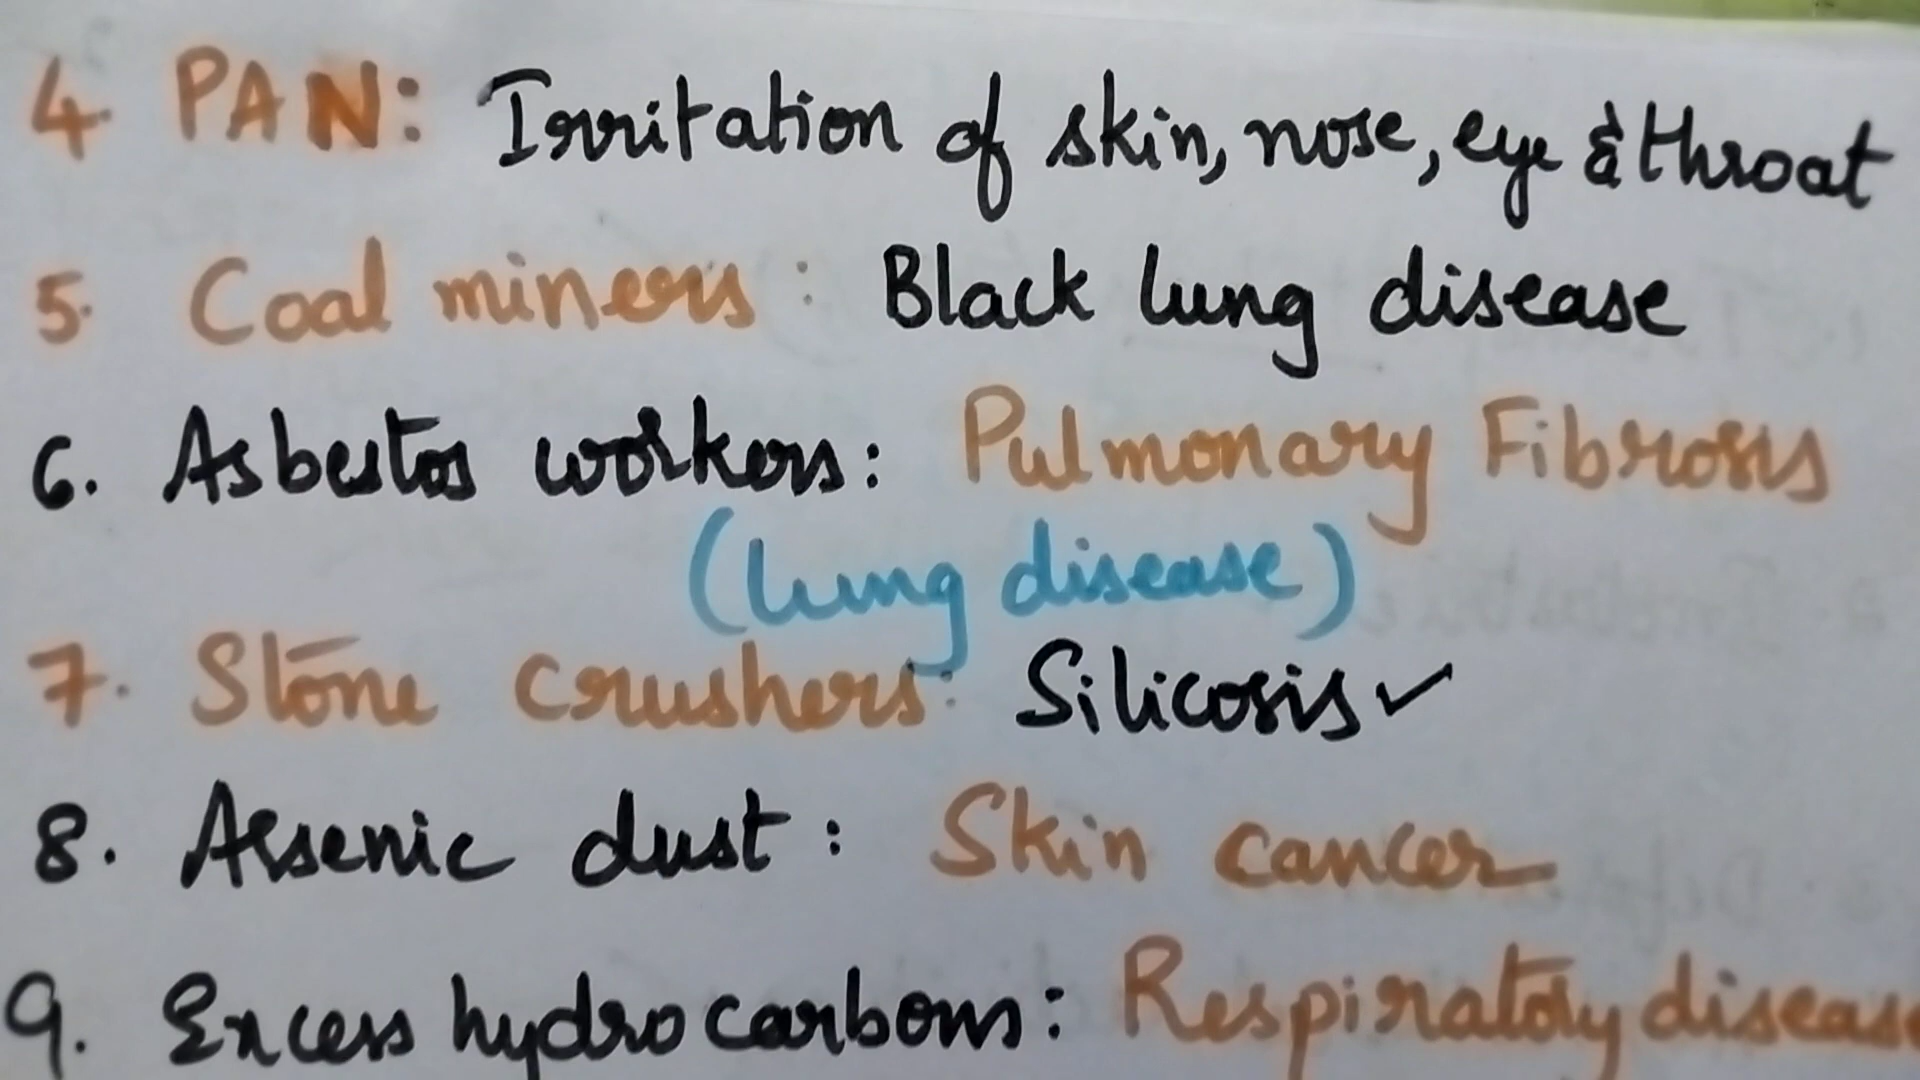 4. PAN: Irritation of skin, nose, eye & throat
5. Coal miners: Black lung disease
6. Asbestos workers: Pulmonary Fibrosis
(lung disease)
7. Stone crushers: Silicosis ✓
8. Arsenic dust: Skin cancer
9. Excess hydrocarbons: Respiratory disease